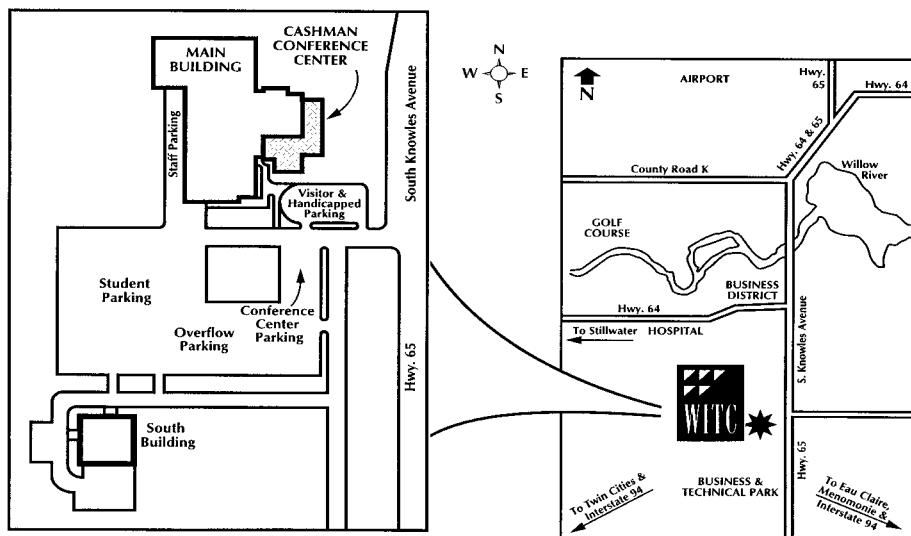 MAIN
BUILDING
CASHMAN
CONFERENCE
CENTER
Staff Parking
South Knowles Avenue
Visitor &
Handicapped
Parking
Student
Parking
Conference
Center
Parking
Overflow
Parking
Hwy. 65
South
Building
N
W
E
S
N
AIRPORT
Hwy.
65
Hwy. 64
Hwy. 64 & 65
County Road K
Willow
River
GOLF
COURSE
BUSINESS
DISTRICT
Hwy. 64
To Stillwater
HOSPITAL
S. Knowles Avenue
WITC
Hwy. 65
BUSINESS &
TECHNICAL PARK
To Twin Cities &
Interstate 94
To Eau Claire,
Menomonie &
Interstate 94